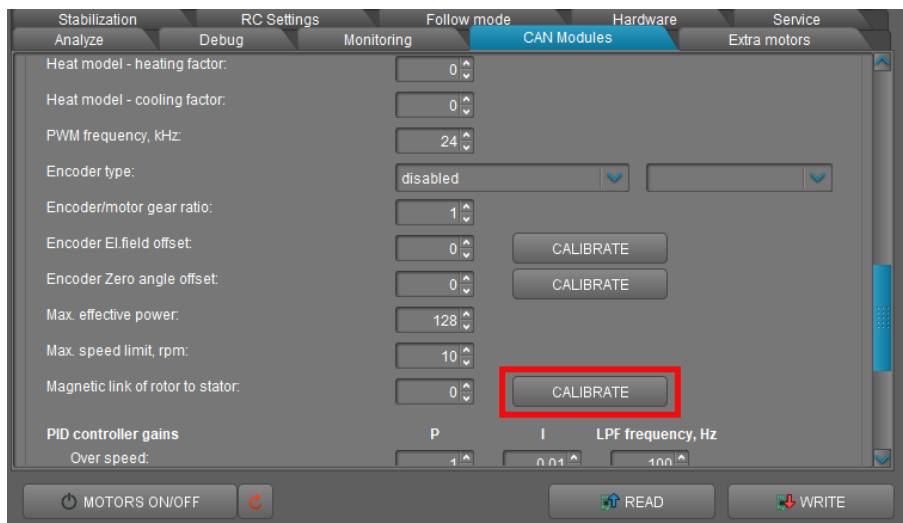 Stabilization RC Settings Follow mode Hardware Service
Analyze Debug Monitoring CAN Modules Extra motors
Heat model - heating factor: 0
Heat model - cooling factor: 0
PWM frequency, kHz: 24
Encoder type: disabled
Encoder/motor gear ratio: 1
Encoder El.field offset: 0 CALIBRATE
Encoder Zero angle offset: 0 CALIBRATE
Max. effective power: 128
Max. speed limit, rpm: 10
Magnetic link of rotor to stator: 0 CALIBRATE
PID controller gains P I LPF frequency, Hz
Over speed: 1 0.01 100
MOTORS ON/OFF READ WRITE